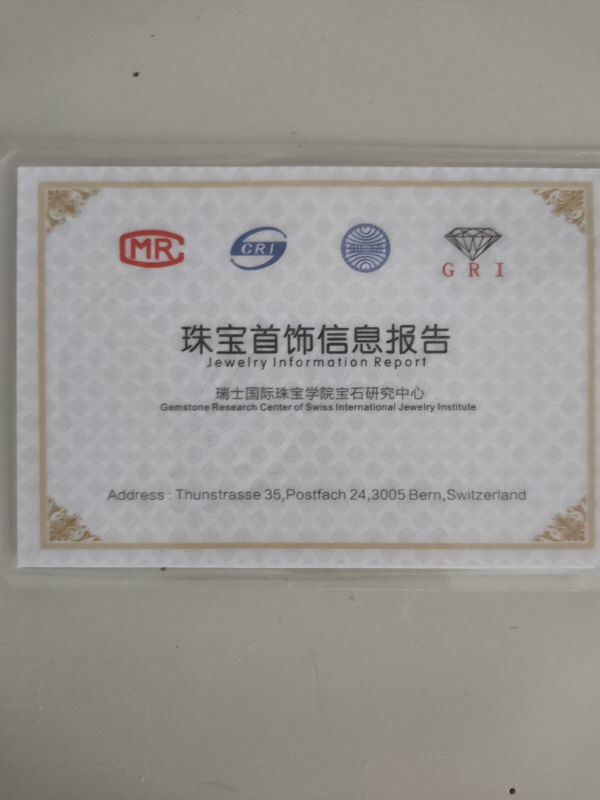 CMRC
GRI
GRI
珠宝首饰信息报告
Jewelry Information Report
瑞士国际珠宝学院宝石研究中心
Gemstone Research Center of Swiss International Jewelry Institute
Address : Thunstrasse 35,Postfach 24,3005 Bern,Switzerland